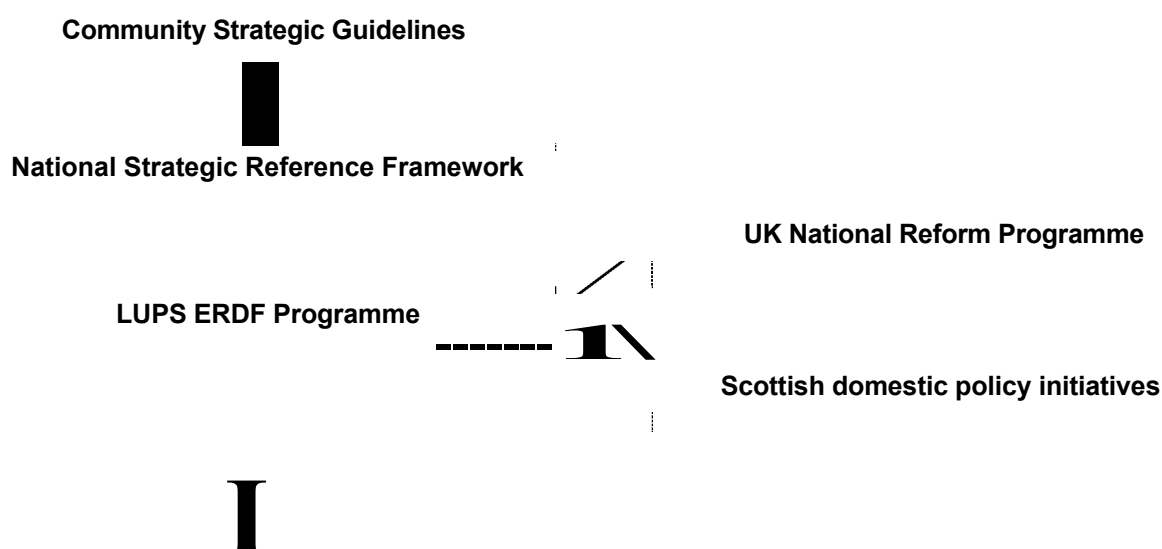 Community Strategic Guidelines
National Strategic Reference Framework
UK National Reform Programme
LUPS ERDF Programme
Scottish domestic policy initiatives